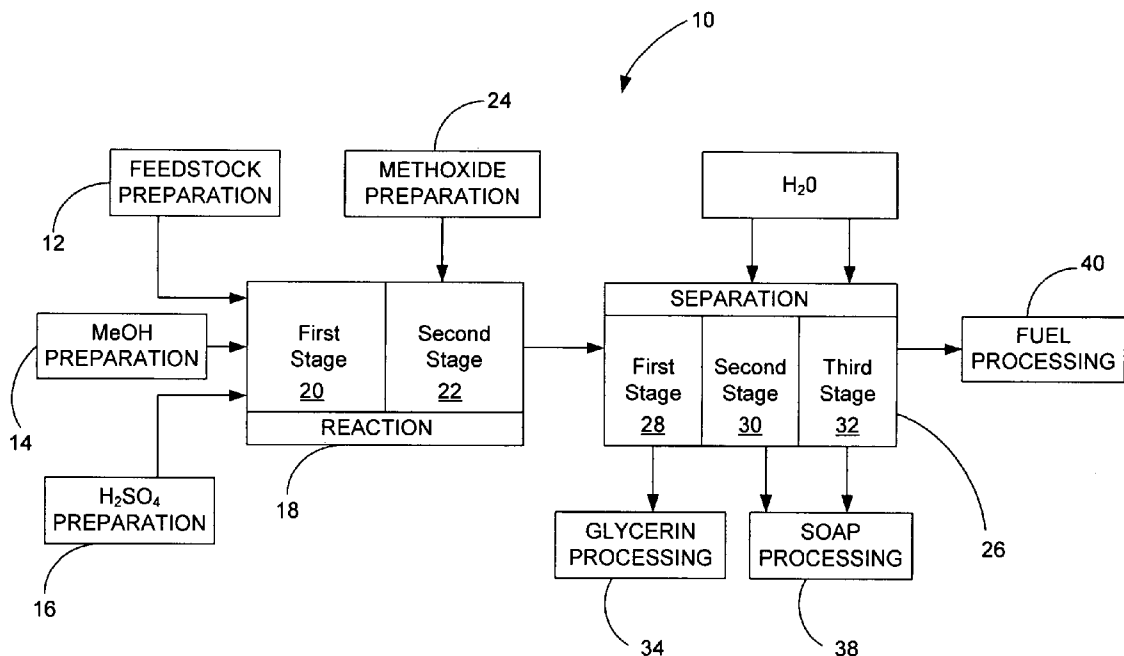 10
24
FEEDSTOCK
PREPARATION
METHOXIDE
PREPARATION
H₂0
12
40
SEPARATION
MeOH
PREPARATION
First
Stage
20
Second
Stage
22
First
Stage
28
Second
Stage
30
Third
Stage
32
FUEL
PROCESSING
REACTION
14
H₂SO₄
PREPARATION
18
GLYCERIN
PROCESSING
SOAP
PROCESSING
26
16
34
38